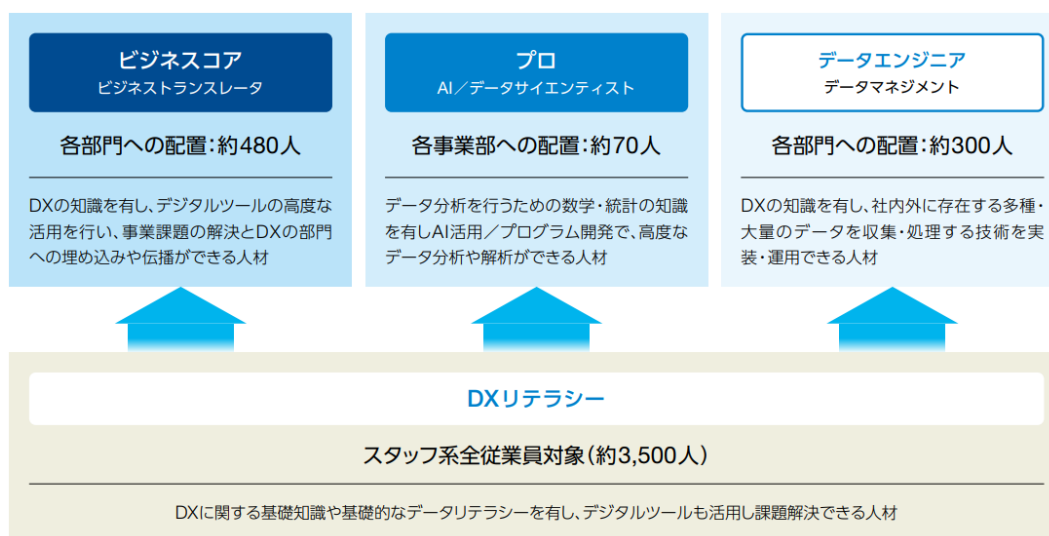 ビジネスコア
ビジネストランスレータ
各部門への配置：約480人
DXの知識を有し、デジタルツールの高度な
活用を行い、事業課題の解決とDXの部門
への埋め込みや伝播ができる人材
プロ
AI／データサイエンティスト
各事業部への配置：約70人
データ分析を行うための数学・統計の知識
を有しAI活用／プログラム開発で、高度な
データ分析や解析ができる人材
データエンジニア
データマネジメント
各部門への配置：約300人
DXの知識を有し、社内外に存在する多種・
大量のデータを収集・処理する技術を実
装・運用できる人材
DXリテラシー
スタッフ系全従業員対象（約3,500人）
DXに関する基礎知識や基礎的なデータリテラシーを有し、デジタルツールも活用し課題解決できる人材